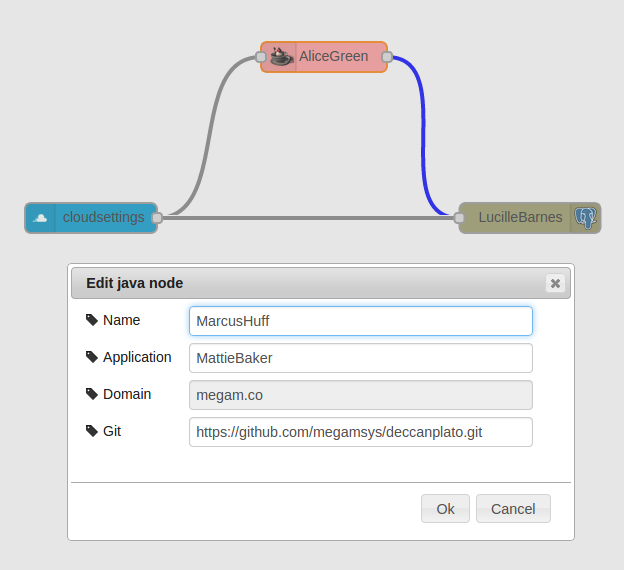 AliceGreen
cloudsettings
LucilleBarnes
Edit java node
Name MarcusHuff
Application MattieBaker
Domain megam.co
Git https://github.com/megamsys/deccanplato.git
Ok Cancel